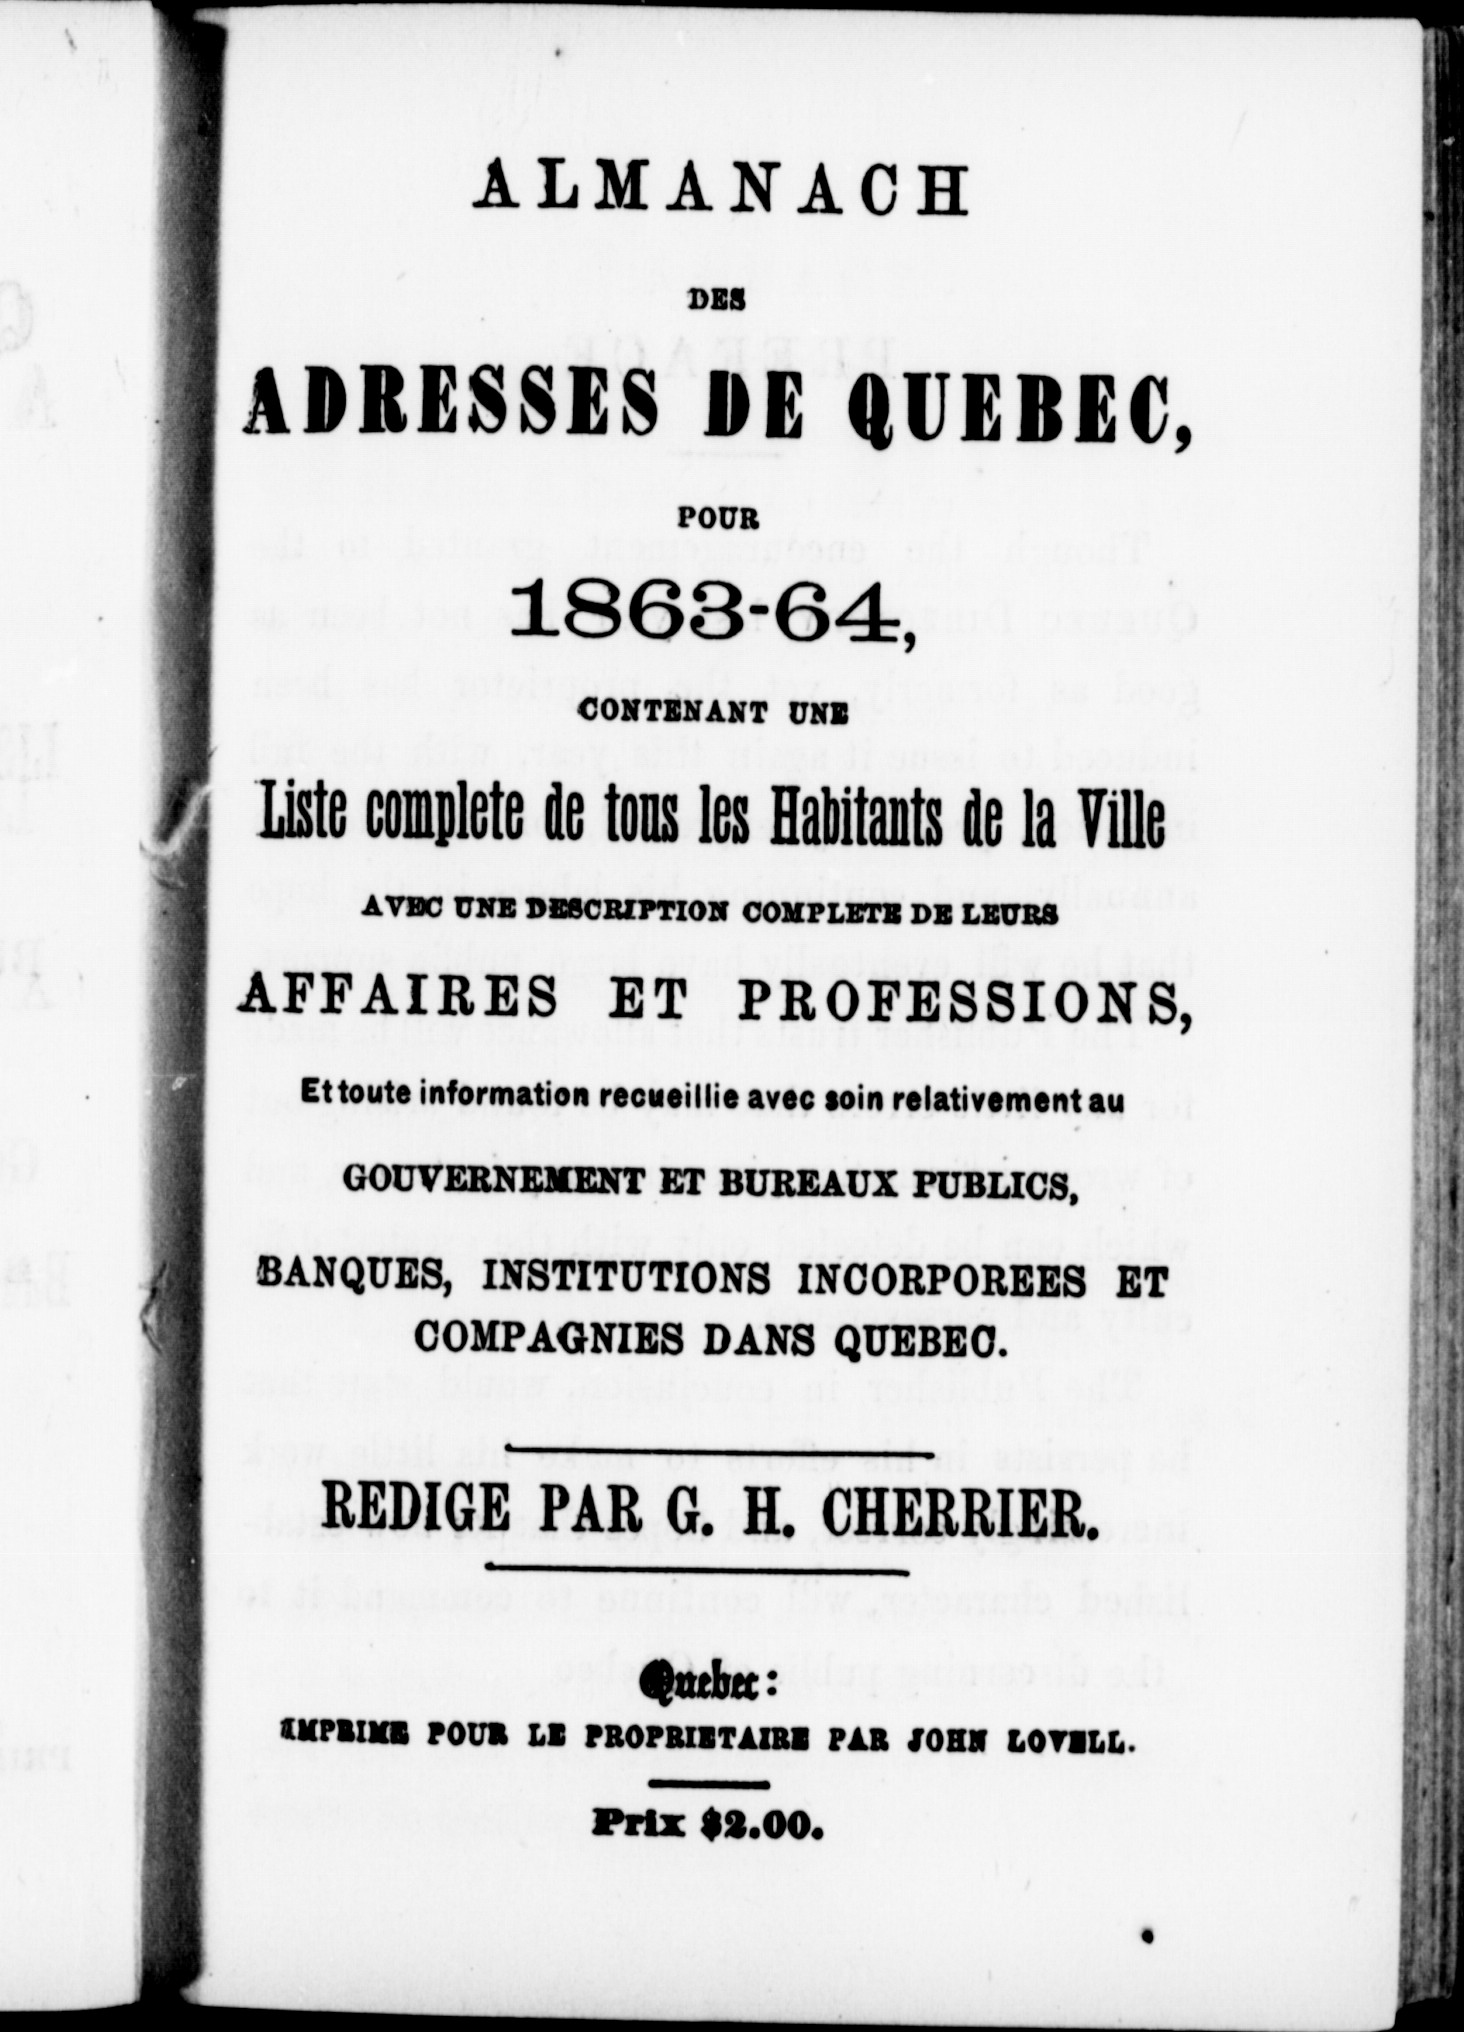 ALMANACH
DES
ADRESSES DE QUEBEC,
POUR
1863-64,
CONTENANT UNE
Liste complete de tous les Habitants de la Ville
AVEC UNE DESCRIPTION COMPLETE DE LEURS
AFFAIRES ET PROFESSIONS,
Et toute information recueillie avec soin relativement au
GOUVERNEMENT ET BUREAUX PUBLICS,
BANQUES, INSTITUTIONS INCORPOREES ET
COMPAGNIES DANS QUEBEC.
REDIGE PAR G. H. CHERRIER.
Quebec:
IMPRIME POUR LE PROPRIETAIRE PAR JOHN LOVELL.
Prix $2.00.